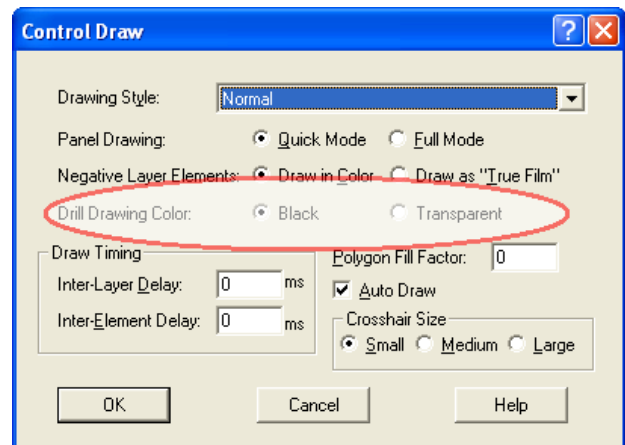 Control Draw
Drawing Style: Normal
Panel Drawing: Quick Mode Full Mode
Negative Layer Elements: Draw in Color Draw as "True Film"
Drill Drawing Color: Black Transparent
Draw Timing
Inter-Layer Delay: 0 ms
Inter-Element Delay: 0 ms
Polygon Fill Factor: 0
Auto Draw
Crosshair Size
Small Medium Large
OK Cancel Help